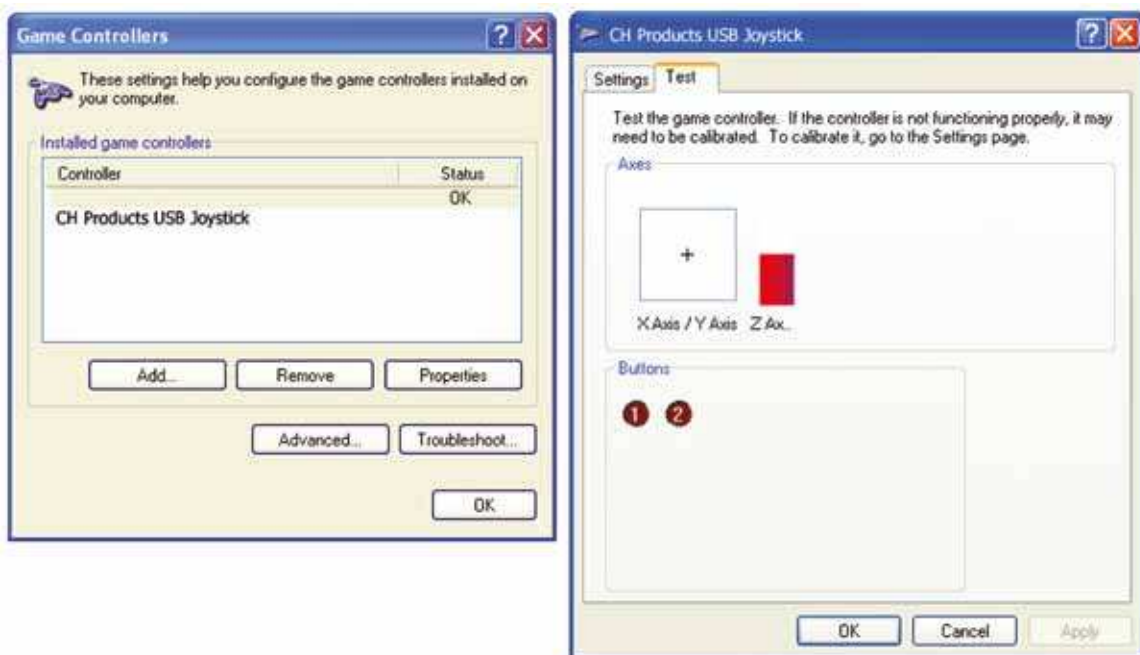 Game Controllers
These settings help you configure the game controllers installed on
your computer.
Installed game controllers
Controller Status
OK
CH Products USB Joystick
Add...
Remove
Properties
Advanced...
Troubleshoot...
OK
CH Products USB Joystick
Settings
Test
Test the game controller. If the controller is not functioning properly, it may
need to be calibrated. To calibrate it, go to the Settings page.
Axes
X Axis / Y Axis Z Ax...
Buttons
1 2
OK
Cancel
Apply